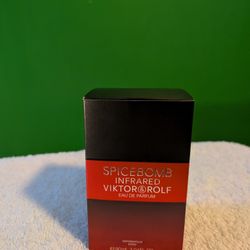 SPICEBOMB
INFRARED
VIKTOR&ROLF
EAU DE PARFUM